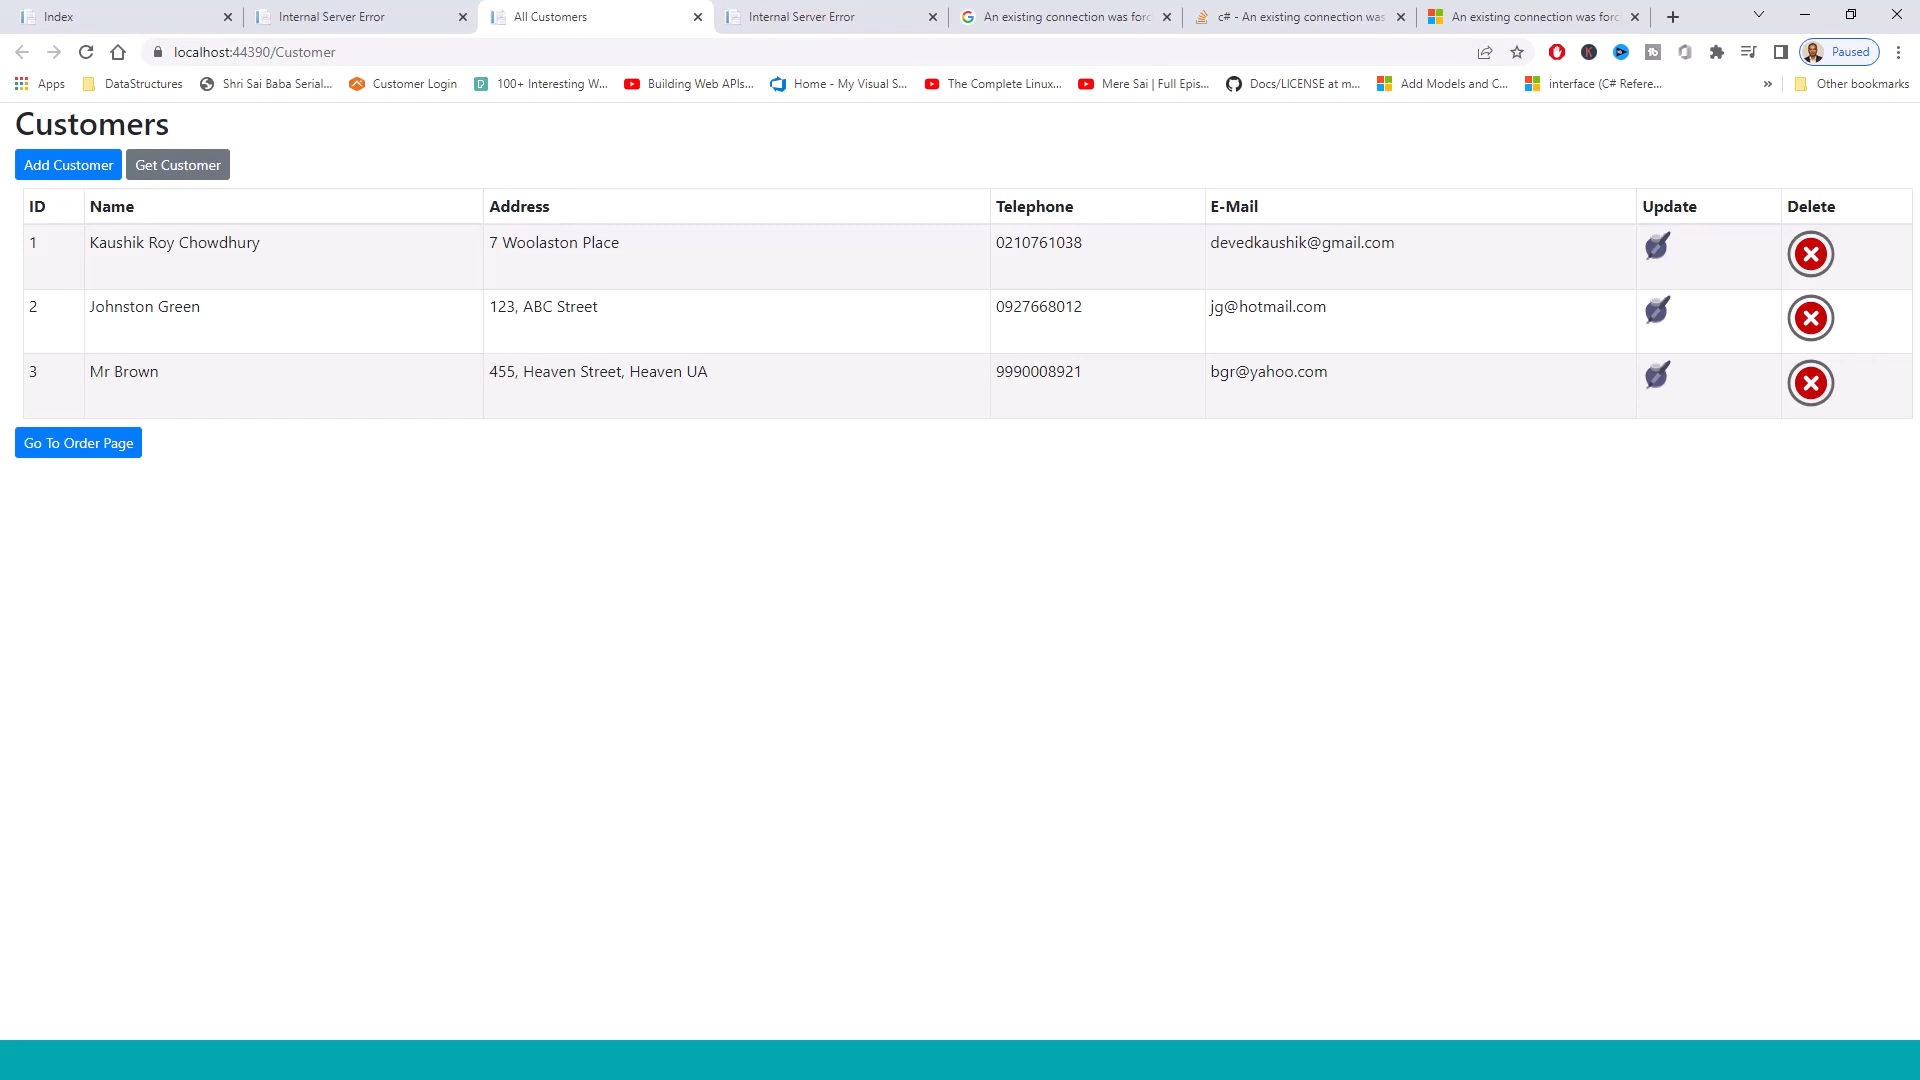 Index
Internal Server Error
All Customers
Internal Server Error
An existing connection was forc
c# - An existing connection was
An existing connection was forc
localhost:44390/Customer
Paused
Apps
DataStructures
Shri Sai Baba Serial...
Customer Login
100+ Interesting W...
Building Web APIs...
Home - My Visual S...
The Complete Linux...
Mere Sai | Full Epis...
Docs/LICENSE at m...
Add Models and C...
interface (C# Refere...
»
Other bookmarks
Customers
Add Customer Get Customer
ID Name Address Telephone E-Mail Update Delete
1 Kaushik Roy Chowdhury 7 Woolaston Place 0210761038 devedkaushik@gmail.com
2 Johnston Green 123, ABC Street 0927668012 jg@hotmail.com
3 Mr Brown 455, Heaven Street, Heaven UA 9990008921 bgr@yahoo.com
Go To Order Page